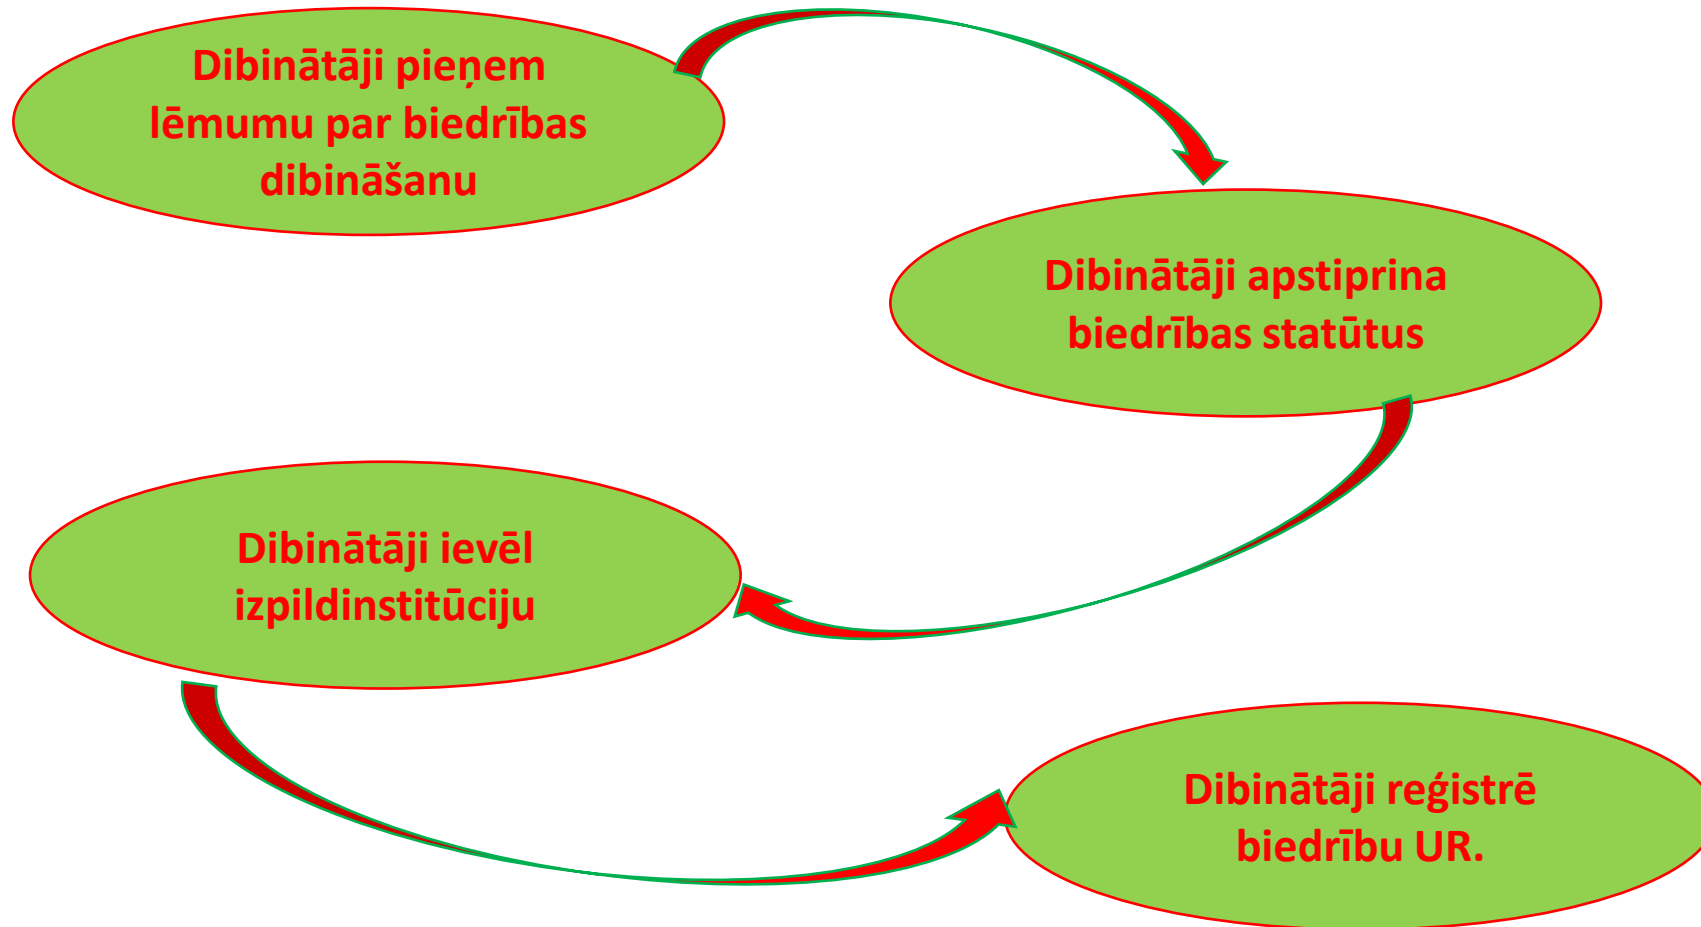 Dibinātāji pieņem
lēmumu par biedrības
dibināšanu
Dibinātāji apstiprina
biedrības statūtus
Dibinātāji ievēl
izpildinstitūciju
Dibinātāji reģistrē
biedrību UR.